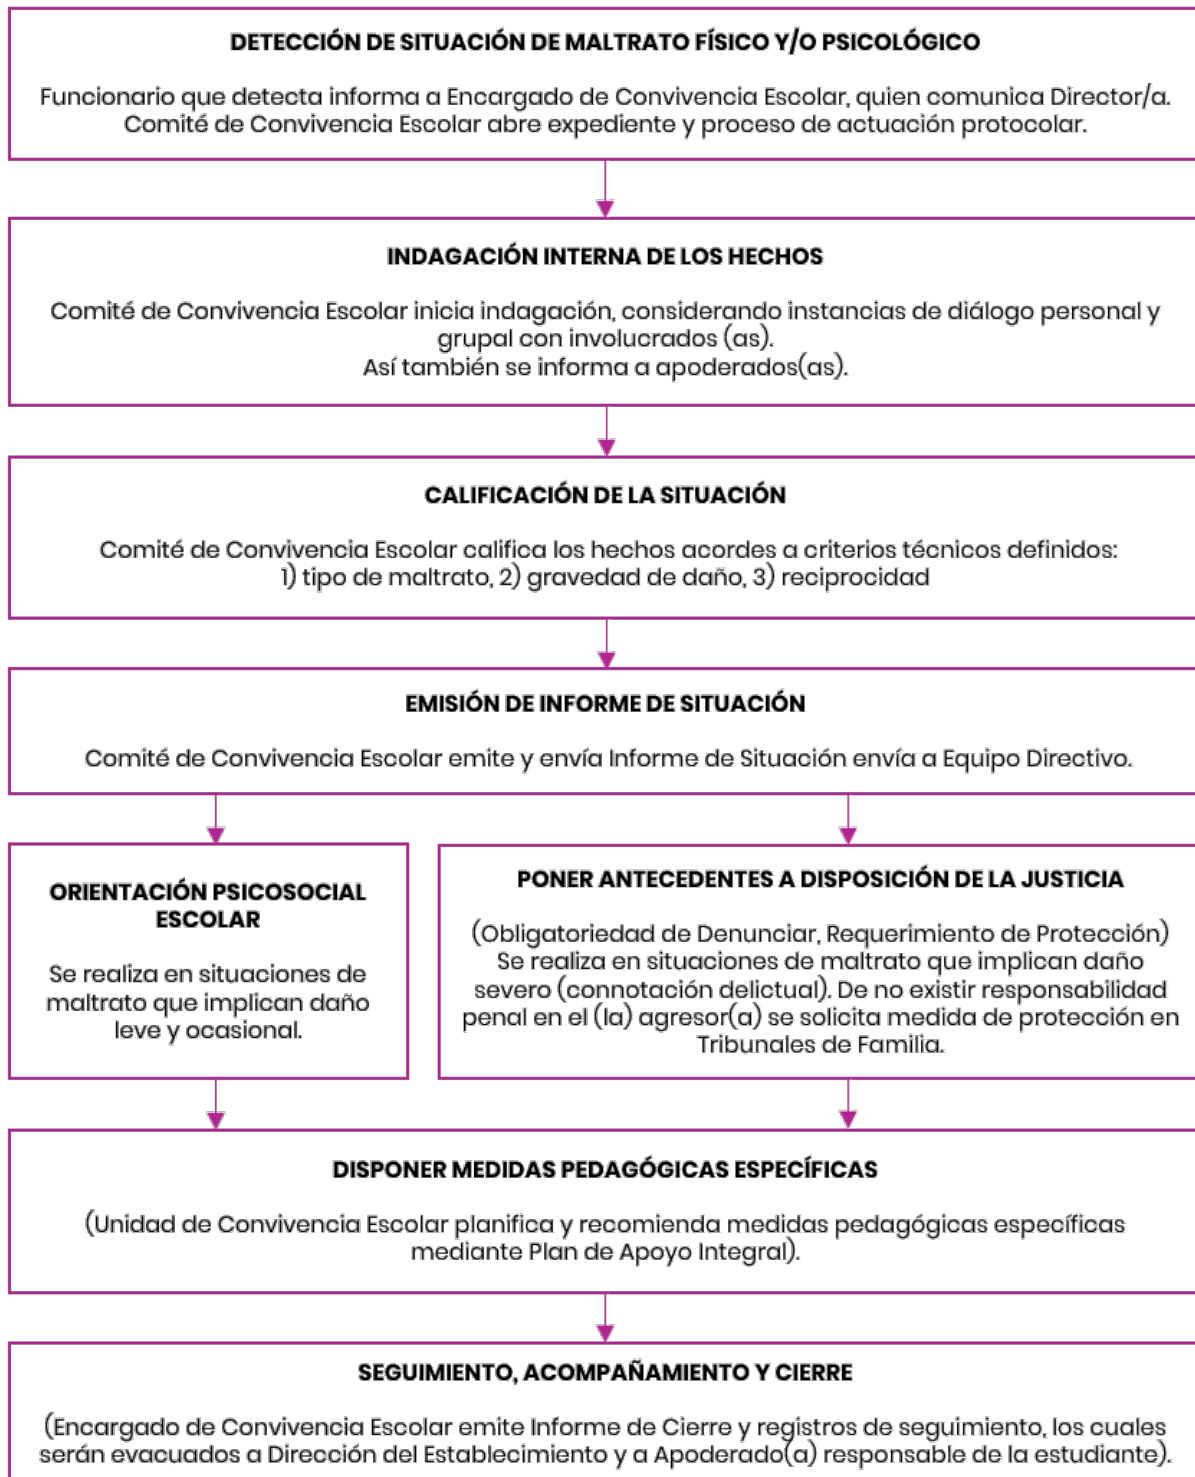 DETECCIÓN DE SITUACIÓN DE MALTRATO FÍSICO Y/O PSICOLÓGICO
Funcionario que detecta informa a Encargado de Convivencia Escolar, quien comunica Director/a.
Comité de Convivencia Escolar abre expediente y proceso de actuación protocolar.
INDAGACIÓN INTERNA DE LOS HECHOS
Comité de Convivencia Escolar inicia indagación, considerando instancias de diálogo personal y
grupal con involucrados (as).
Así también se informa a apoderados(as).
CALIFICACIÓN DE LA SITUACIÓN
Comité de Convivencia Escolar califica los hechos acordes a criterios técnicos definidos:
1) tipo de maltrato, 2) gravedad de daño, 3) reciprocidad
EMISIÓN DE INFORME DE SITUACIÓN
Comité de Convivencia Escolar emite y envía Informe de Situación envía a Equipo Directivo.
ORIENTACIÓN PSICOSOCIAL
ESCOLAR
Se realiza en situaciones de
maltrato que implican daño
leve y ocasional.
PONER ANTECEDENTES A DISPOSICIÓN DE LA JUSTICIA
(Obligatoriedad de Denunciar, Requerimiento de Protección)
Se realiza en situaciones de maltrato que implican daño
severo (connotación delictual). De no existir responsabilidad
penal en el (la) agresor(a) se solicita medida de protección en
Tribunales de Familia.
DISPONER MEDIDAS PEDAGÓGICAS ESPECÍFICAS
(Unidad de Convivencia Escolar planifica y recomienda medidas pedagógicas específicas
mediante Plan de Apoyo Integral).
SEGUIMIENTO, ACOMPAÑAMIENTO Y CIERRE
(Encargado de Convivencia Escolar emite Informe de Cierre y registros de seguimiento, los cuales
serán evacuados a Dirección del Establecimiento y a Apoderado(a) responsable de la estudiante).